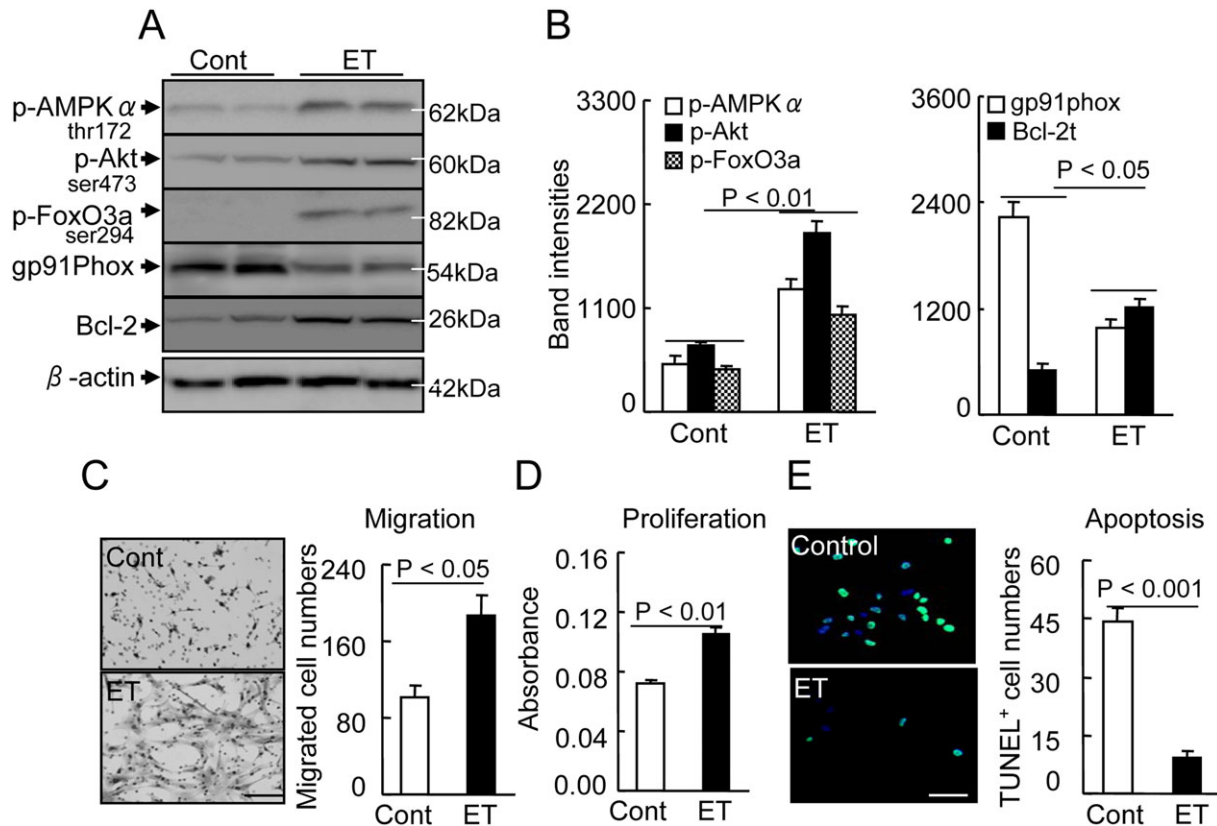 A
Cont ET
p-AMPK α
thr172
62kDa
p-Akt
ser473
60kDa
p-FoxO3a
ser294
82kDa
gp91Phox
54kDa
Bcl-2
26kDa
β-actin
42kDa
B
Band intensities
3300
2200
1100
0
p-AMPK α
p-Akt
p-FoxO3a
P < 0.01
Cont ET
3600
2400
1200
0
gp91phox
Bcl-2t
P < 0.05
Cont ET
C
Cont
ET
Migration
Migrated cell numbers
240
160
80
0
P < 0.05
Cont ET
D
Proliferation
Absorbance
0.16
0.12
0.08
0.04
0.00
P < 0.01
Cont ET
E
Control
ET
Apoptosis
TUNEL⁺ cell numbers
60
45
30
15
0
P < 0.001
Cont ET